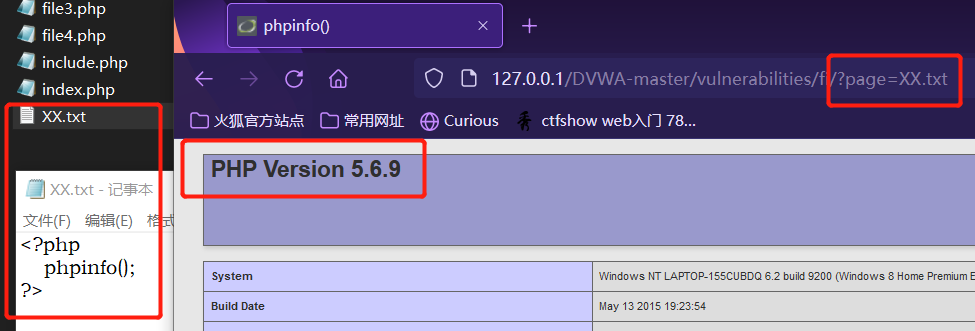 file3.php
file4.php
include.php
index.php
XX.txt
XX.txt - 记事本
文件(F) 编辑(E) 格式
<?php
phpinfo();
?>
phpinfo()
127.0.0.1/DVWA-master/vulnerabilities/fi/?page=XX.txt
火狐官方站点 常用网址 Curious ctfshow web入门 78...
PHP Version 5.6.9
System Windows NT LAPTOP-155CUBDQ 6.2 build 9200 (Windows 8 Home Premium E
Build Date May 13 2015 19:23:54